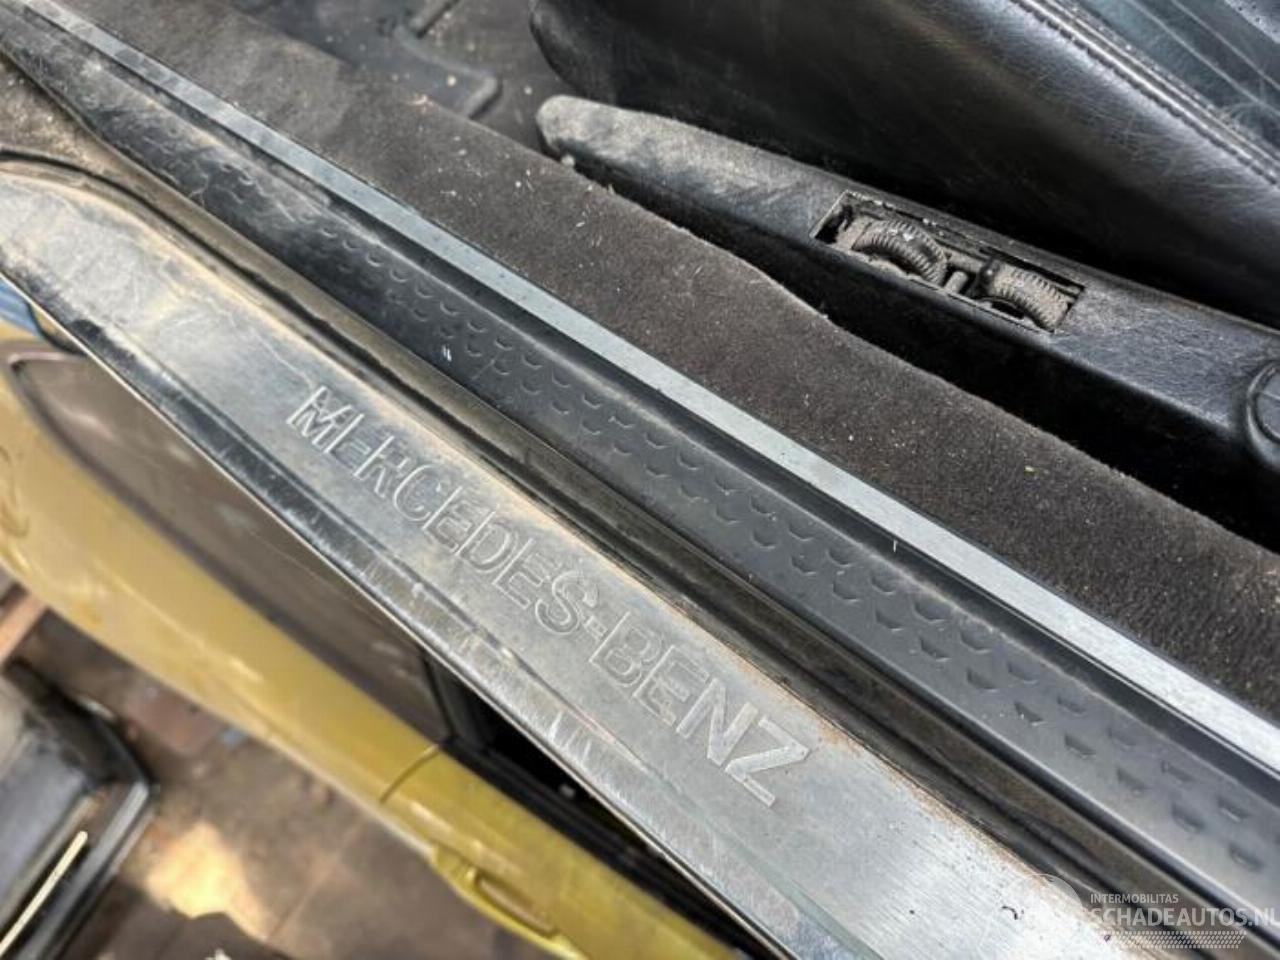 MERCEDES-BENZ
INTERMOBILITAS
SCHADEAUTOS.NL